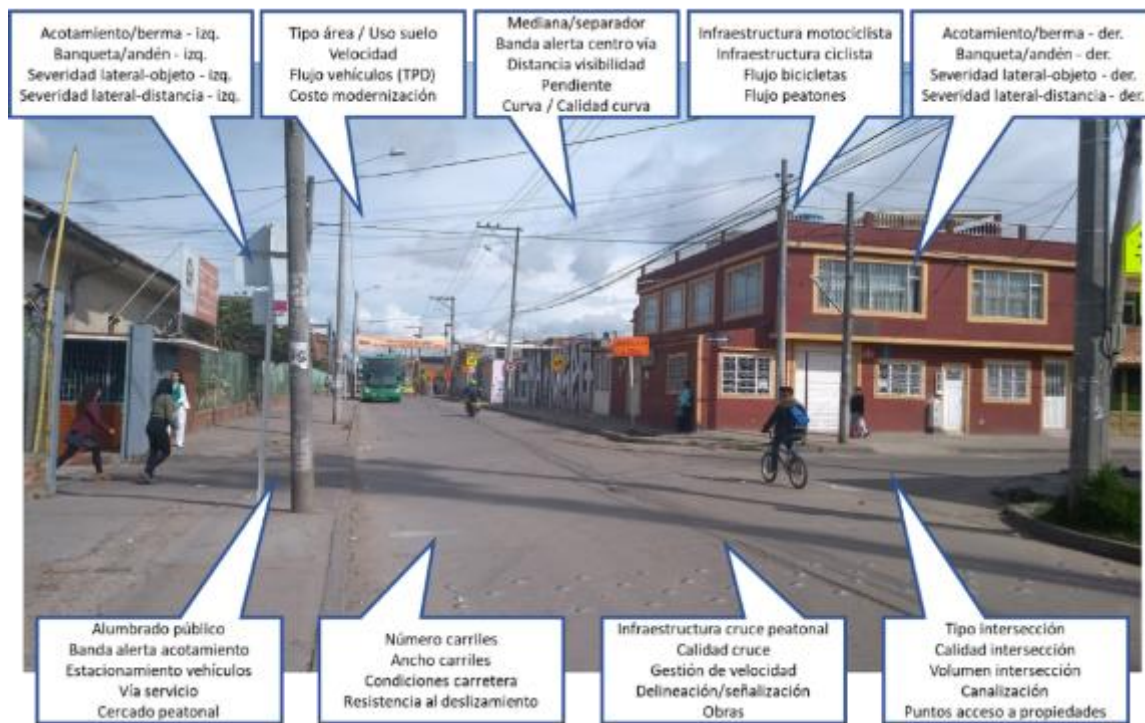 Acotamiento/berma - izq.
Banqueta/andén - izq.
Severidad lateral-objeto - izq.
Severidad lateral-distancia - izq.
Tipo área / Uso suelo
Velocidad
Flujo vehículos (TPD)
Costo modernización
Mediana/separador
Banda alerta centro vía
Distancia visibilidad
Pendiente
Curva / Calidad curva
Infraestructura motociclista
Infraestructura ciclista
Flujo bicicletas
Flujo peatones
Acotamiento/berma - der.
Banqueta/andén - der.
Severidad lateral-objeto - der.
Severidad lateral-distancia - der.
Alumbrado público
Banda alerta acotamiento
Estacionamiento vehículos
Vía servicio
Cercado peatonal
Número carriles
Ancho carriles
Condiciones carretera
Resistencia al deslizamiento
Infraestructura cruce peatonal
Calidad cruce
Gestión de velocidad
Delineación/señalización
Obras
Tipo intersección
Calidad intersección
Volumen intersección
Canalización
Puntos acceso a propiedades